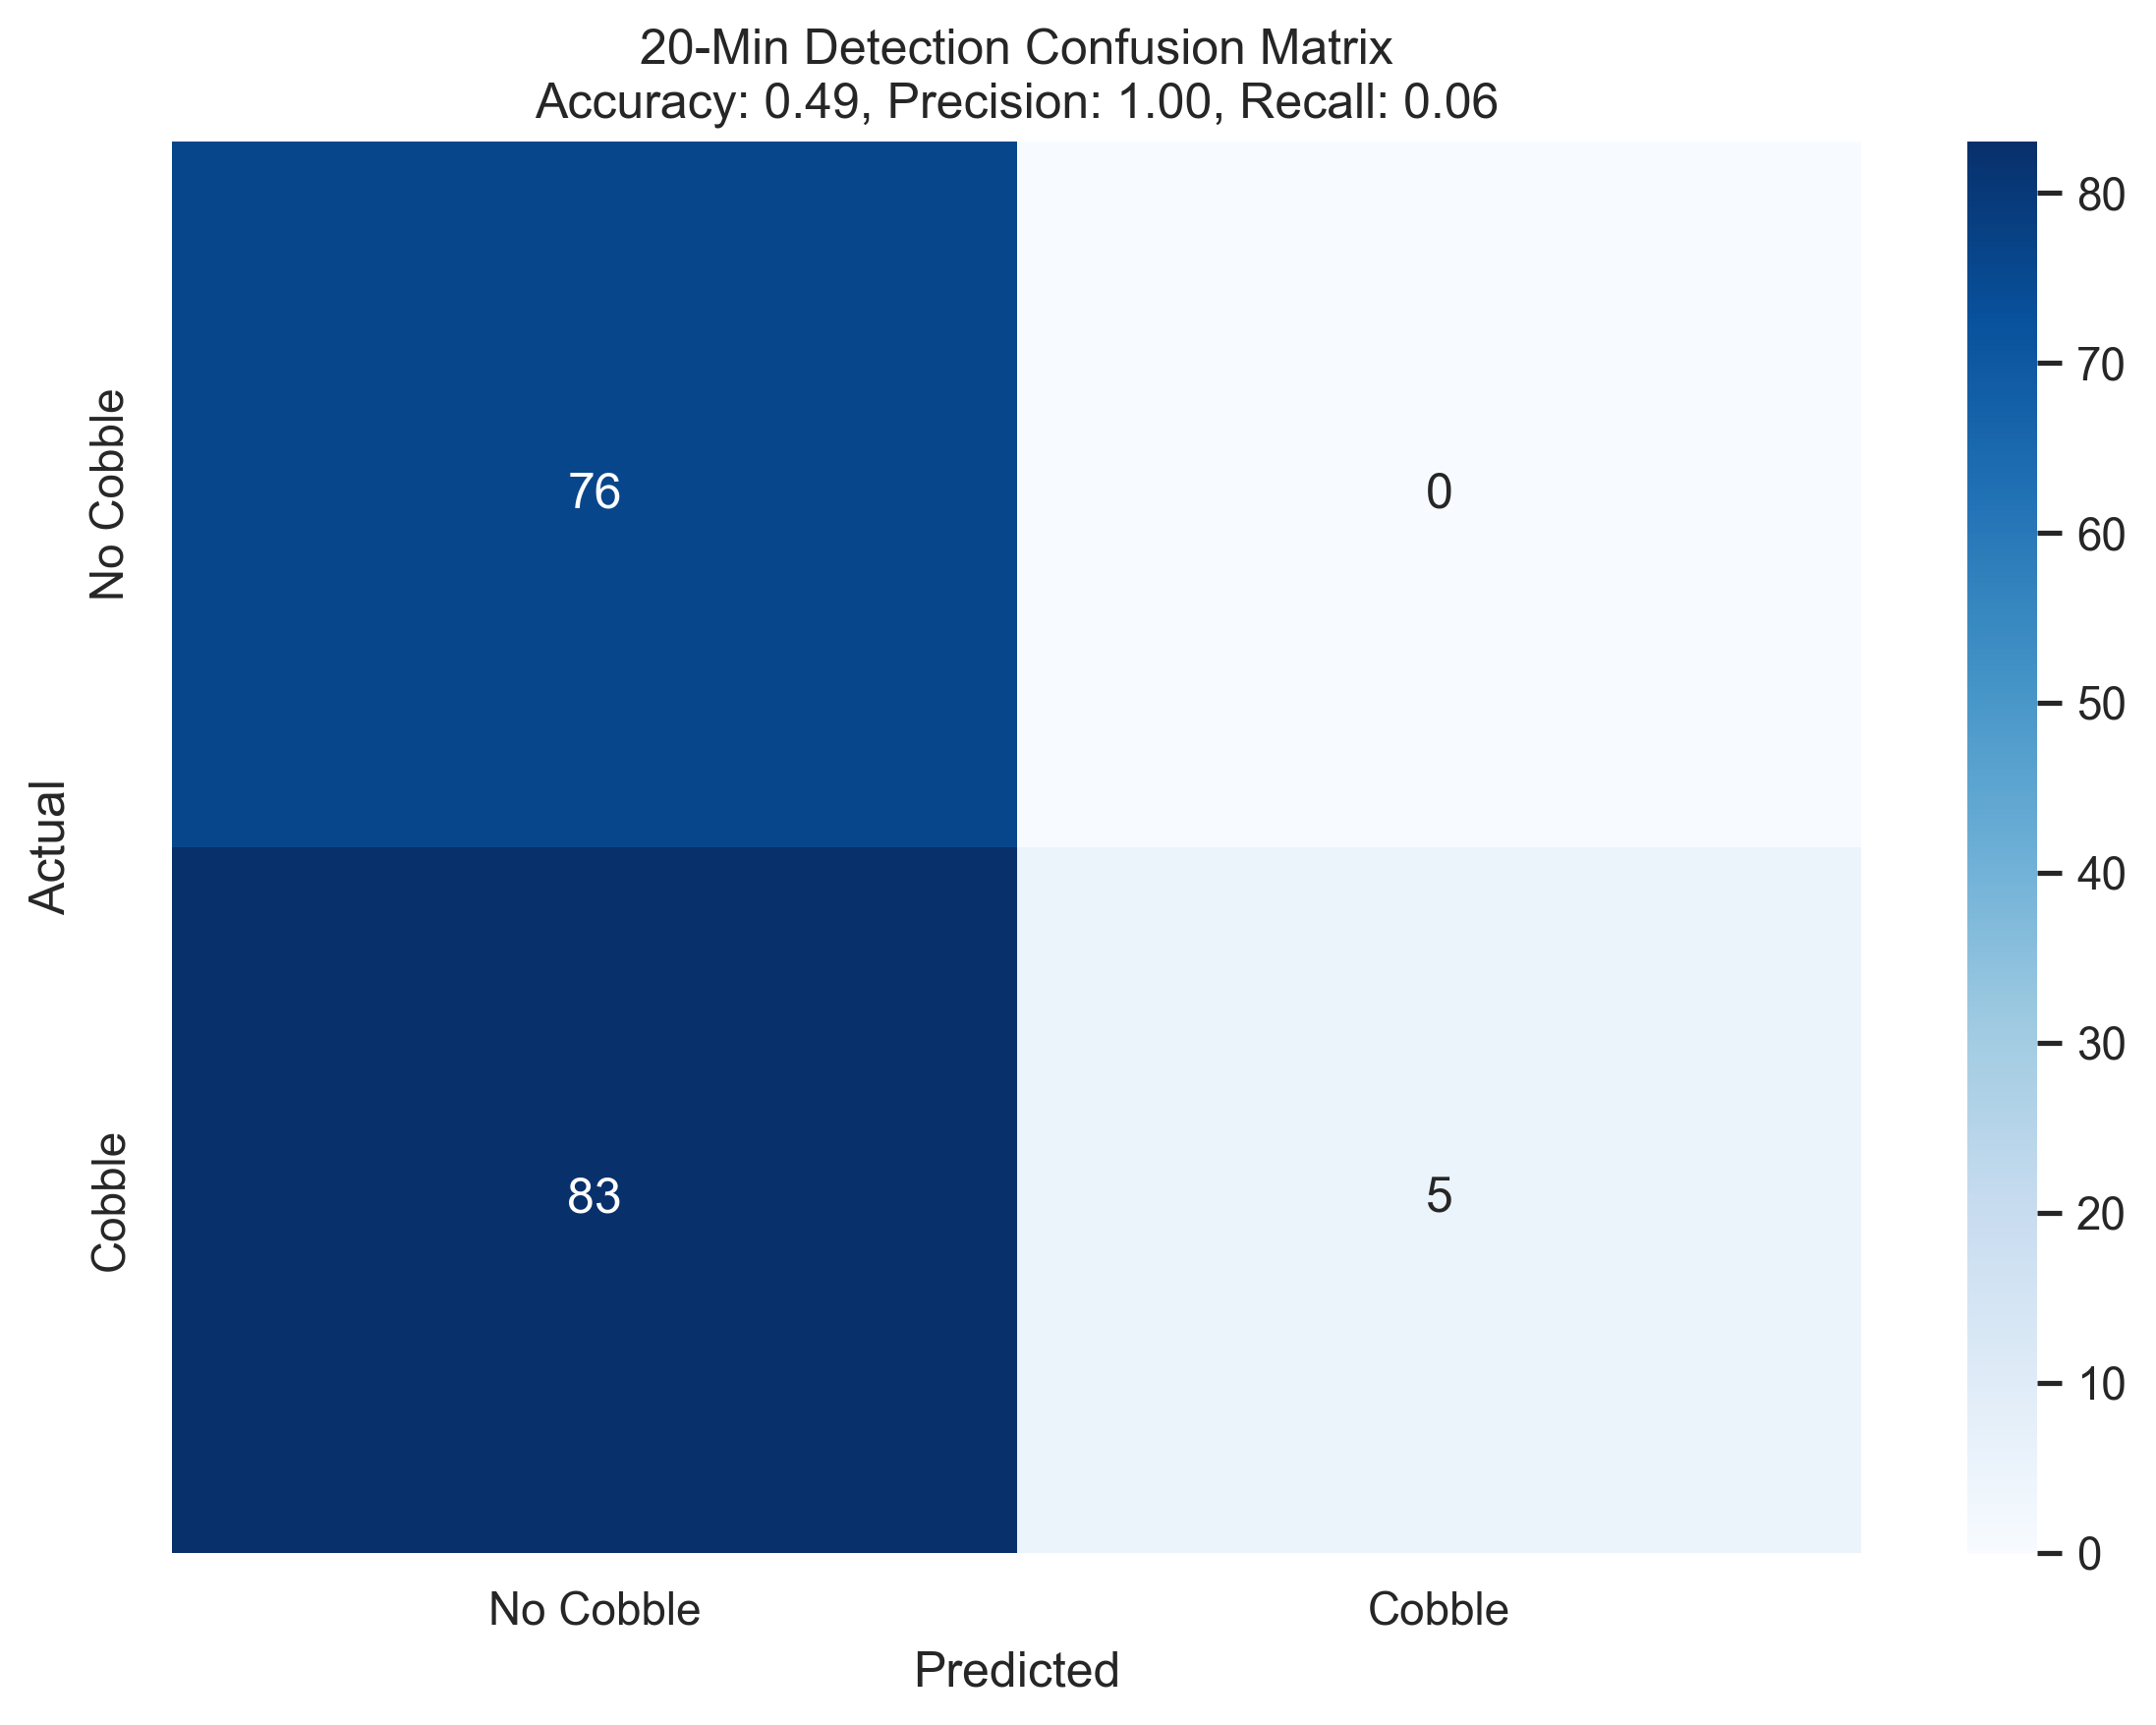 20-Min Detection Confusion Matrix
Accuracy: 0.49, Precision: 1.00, Recall: 0.06
Actual
No Cobble
Cobble
76
0
83
5
No Cobble
Cobble
Predicted
80
70
60
50
40
30
20
10
0